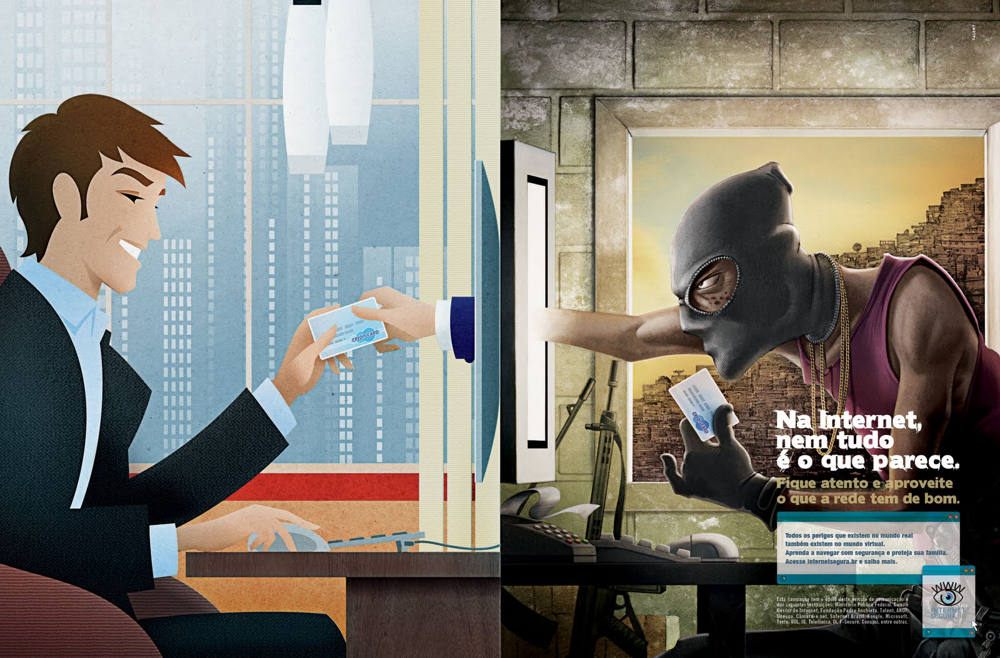 TALENT
CREDIT CARD
CREDIT CARD
Na Internet,
nem tudo
é o que parece.
Fique atento e aproveite
o que a rede tem de bom.
Todos os perigos que existem no mundo real
também existem no mundo virtual.
Aprenda a navegar com segurança e proteja sua família.
Acesse internetsegura.br e saiba mais.
Esta campanha tem o apoio deste veículo de comunicação e
das seguintes instituições: Ministério Público Federal, Comitê
Gestor de Internet, Fundação Padre Anchieta, Talent, ANDI,
Unesco, Câmara-e.net, Safernet Brasil, Google, Microsoft,
Terra, UOL, IG, Telefônica, Oi, F-Secure, Conapsi, entre outras.
WWW
INTERNET
SEGURA.BR